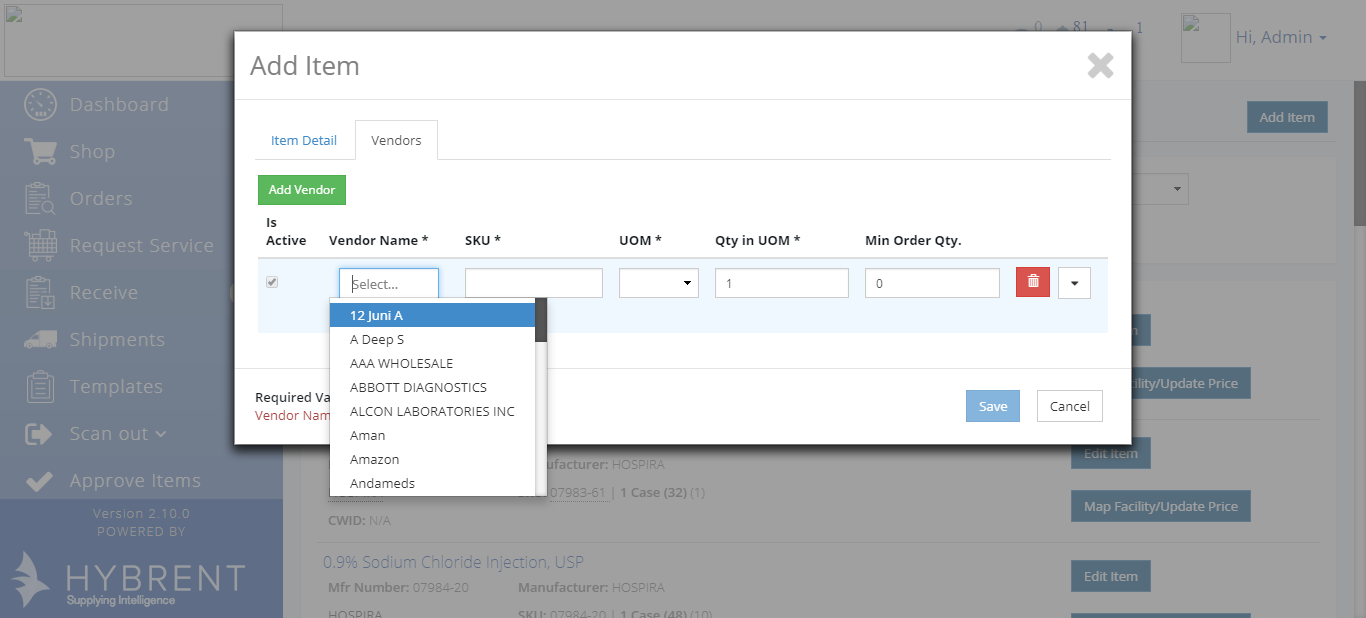 0 81 1
Hi, Admin
Add Item
Dashboard
Shop
Orders
Request Service
Receive
Shipments
Templates
Scan out
Approve Items
Version 2.10.0
POWERED BY
HYBRENT
Supplying Intelligence
Add Item
Item Detail
Vendors
Add Vendor
Is Active
Vendor Name *
SKU *
UOM *
Qty in UOM *
Min Order Qty.
Select...
1
0
12 Juni A
A Deep S
AAA WHOLESALE
ABBOTT DIAGNOSTICS
ALCON LABORATORIES INC
Aman
Amazon
Andameds
Required Va
Vendor Nam
Save
Cancel
ility/Update Price
Edit Item
Manufacturer: HOSPIRA
07983-61 | 1 Case (32) (1)
Map Facility/Update Price
CWID: N/A
0.9% Sodium Chloride Injection, USP
Mfr Number: 07984-20
Manufacturer: HOSPIRA
Edit Item
HOSPIRA
SKU: 07984-20 | 1 Case (48) (10)